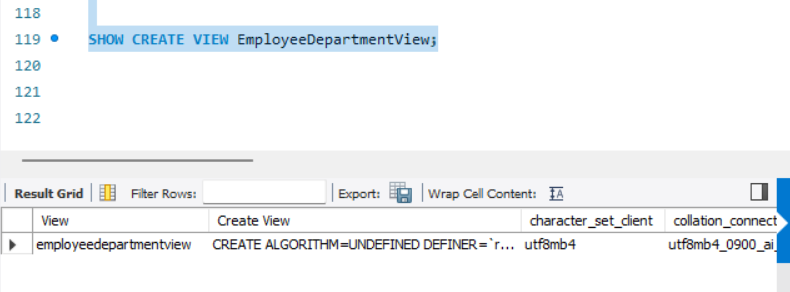 118
119 SHOW CREATE VIEW EmployeeDepartmentView;
120
121
122
Result Grid Filter Rows: Export: Wrap Cell Content: IA
View Create View character_set_client collation_connect
employeedepartmentview CREATE ALGORITHM=UNDEFINED DEFINER=`r... utf8mb4 utf8mb4_0900_ai_